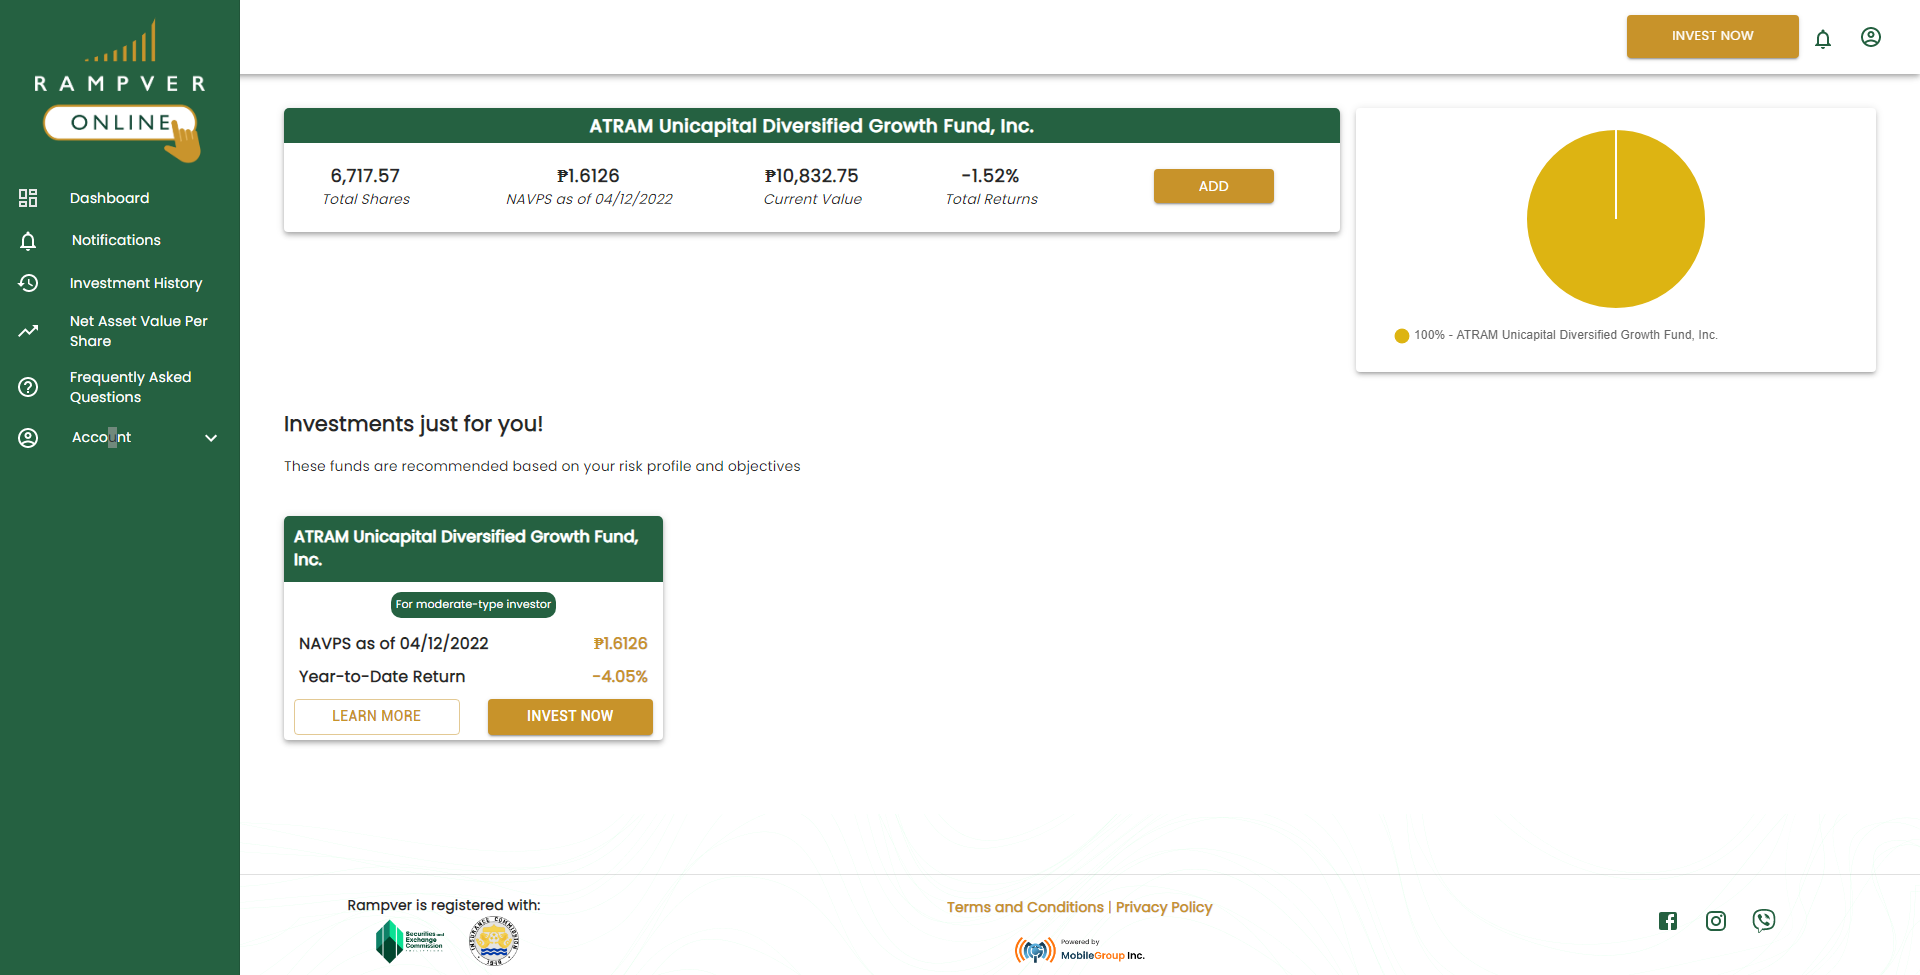 RAMPVER
ONLINE
INVEST NOW
Dashboard
Notifications
Investment History
Net Asset Value Per
Share
Frequently Asked
Questions
Account
ATRAM Unicapital Diversified Growth Fund, Inc.
6,717.57
Total Shares
₱1.6126
NAVPS as of 04/12/2022
₱10,832.75
Current Value
-1.52%
Total Returns
ADD
100% - ATRAM Unicapital Diversified Growth Fund, Inc.
Investments just for you!
These funds are recommended based on your risk profile and objectives
ATRAM Unicapital Diversified Growth Fund,
Inc.
For moderate-type investor
NAVPS as of 04/12/2022 ₱1.6126
Year-to-Date Return -4.05%
LEARN MORE
INVEST NOW
Rampver is registered with:
Securities and
Exchange
Commission
PHILIPPINES
INSURANCE COMMISSION
1949
Terms and Conditions | Privacy Policy
Powered by
MobileGroup Inc.